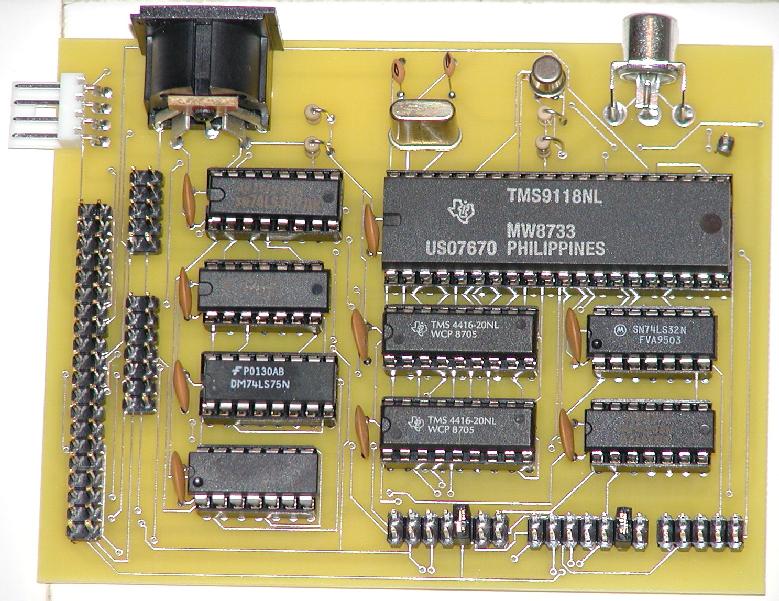 TMS9118NL
MW8733
US07670 PHILIPPINES
TMS 4416-20NL
WCP 8705
SN74LS32N
FVA9503
P0130AB
DM74LS75N
TMS 4416-20NL
WCP 8705